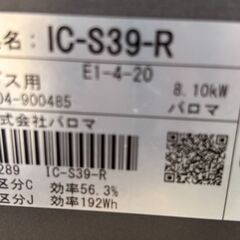 名: IC-S39-R
ス用 E1-4-20 8.10kW
04-900485 パロマ
式会社パロマ
289 IC-S39-R
区分C 効率56.3%
区分J 効率192Wh